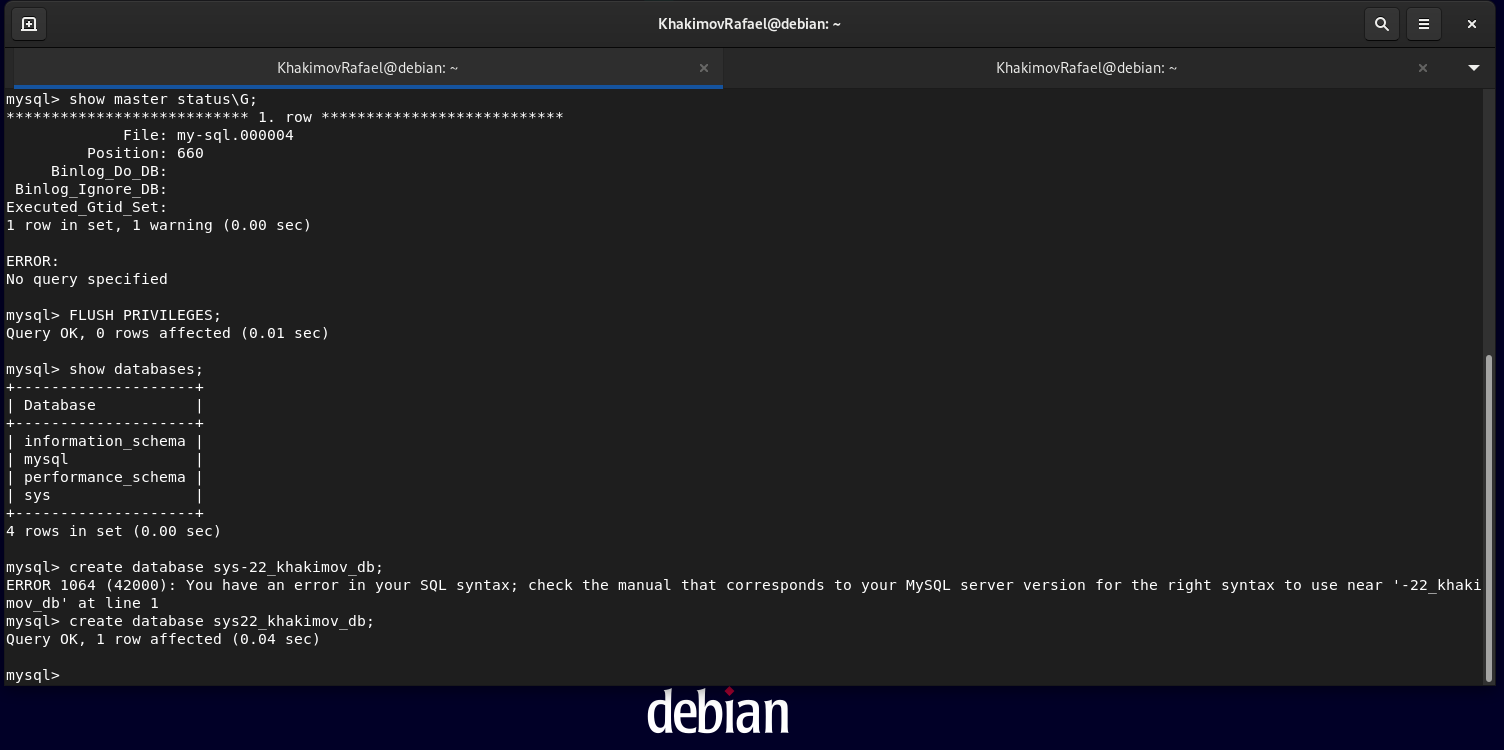 KhakimovRafael@debian: ~
KhakimovRafael@debian: ~
KhakimovRafael@debian: ~
mysql> show master status\G;
*************************** 1. row ***************************
             File: my-sql.000004
         Position: 660
     Binlog_Do_DB:
 Binlog_Ignore_DB:
Executed_Gtid_Set:
1 row in set, 1 warning (0.00 sec)

ERROR:
No query specified

mysql> FLUSH PRIVILEGES;
Query OK, 0 rows affected (0.01 sec)

mysql> show databases;
+--------------------+
| Database           |
+--------------------+
| information_schema |
| mysql              |
| performance_schema |
| sys                |
+--------------------+
4 rows in set (0.00 sec)

mysql> create database sys-22_khakimov_db;
ERROR 1064 (42000): You have an error in your SQL syntax; check the manual that corresponds to your MySQL server version for the right syntax to use near '-22_khaki
mov_db' at line 1
mysql> create database sys22_khakimov_db;
Query OK, 1 row affected (0.04 sec)

mysql>
debian